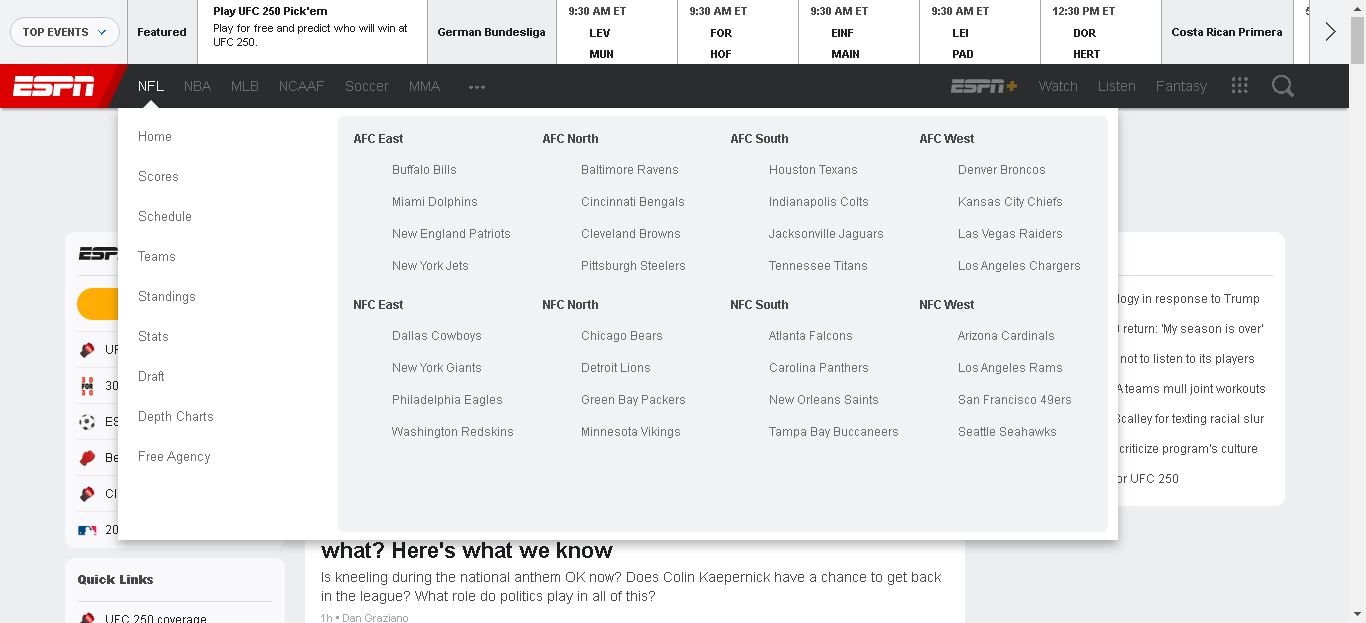 TOP EVENTS
Featured
Play UFC 250 Pick'em
Play for free and predict who will win at
UFC 250.
German Bundesliga
9:30 AM ET
LEV
MUN
9:30 AM ET
FOR
HOF
9:30 AM ET
EINF
MAIN
9:30 AM ET
LEI
PAD
12:30 PM ET
DOR
HERT
Costa Rican Primera
ESPN
NFL
NBA
MLB
NCAAF
Soccer
MMA
ESPN+
Watch
Listen
Fantasy
Home
Scores
Schedule
Teams
Standings
Stats
Draft
Depth Charts
Free Agency
AFC East
Buffalo Bills
Miami Dolphins
New England Patriots
New York Jets
AFC North
Baltimore Ravens
Cincinnati Bengals
Cleveland Browns
Pittsburgh Steelers
AFC South
Houston Texans
Indianapolis Colts
Jacksonville Jaguars
Tennessee Titans
AFC West
Denver Broncos
Kansas City Chiefs
Las Vegas Raiders
Los Angeles Chargers
NFC East
Dallas Cowboys
New York Giants
Philadelphia Eagles
Washington Redskins
NFC North
Chicago Bears
Detroit Lions
Green Bay Packers
Minnesota Vikings
NFC South
Atlanta Falcons
Carolina Panthers
New Orleans Saints
Tampa Bay Buccaneers
NFC West
Arizona Cardinals
Los Angeles Rams
San Francisco 49ers
Seattle Seahawks
30
ES
Be
Cl
20
Quick Links
UFC 250 coverage
what? Here's what we know
Is kneeling during the national anthem OK now? Does Colin Kaepernick have a chance to get back
in the league? What role do politics play in all of this?
1h • Dan Graziano
logy in response to Trump
return: 'My season is over'
not to listen to its players
teams mull joint workouts
Scalley for texting racial slur
criticize program's culture
or UFC 250